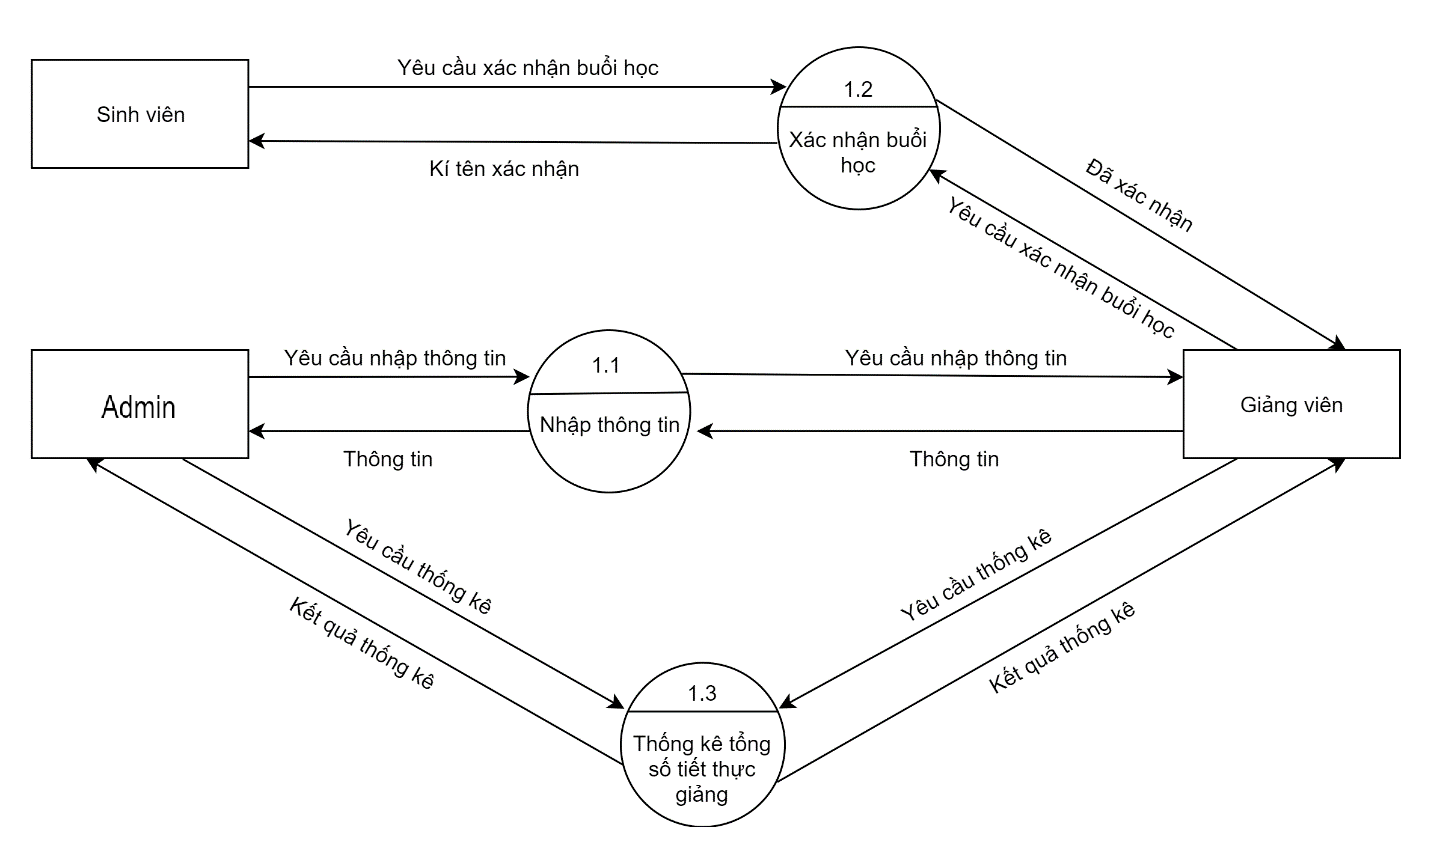 Yêu cầu xác nhận buổi học
1.2
Sinh viên
Xác nhận buổi
học
Kí tên xác nhận
Đã xác nhận
Yêu cầu xác nhận buổi học
Yêu cầu nhập thông tin
1.1
Yêu cầu nhập thông tin
Admin
Nhập thông tin
Giảng viên
Thông tin
Thông tin
Yêu cầu thống kê
Kết quả thống kê
Yêu cầu thống kê
Kết quả thống kê
1.3
Thống kê tổng
số tiết thực
giảng